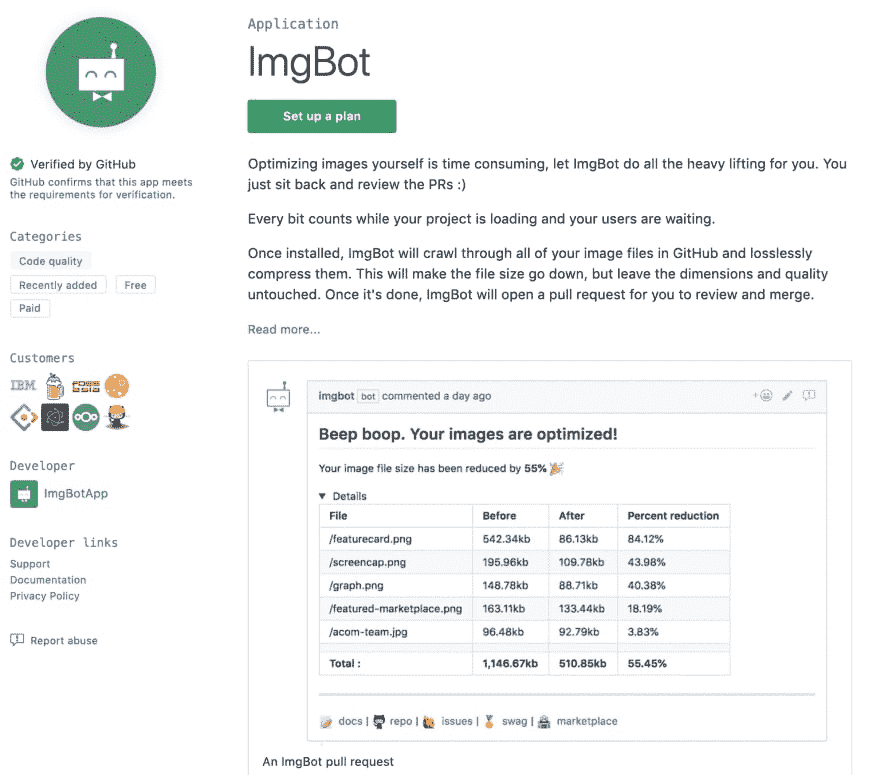 Application
ImgBot
Set up a plan
Verified by GitHub
GitHub confirms that this app meets
the requirements for verification.
Categories
Code quality
Recently added
Free
Paid
Customers
IBM
Developer
ImgBotApp
Developer links
Support
Documentation
Privacy Policy
Report abuse
Optimizing images yourself is time consuming, let ImgBot do all the heavy lifting for you. You
just sit back and review the PRs :)
Every bit counts while your project is loading and your users are waiting.
Once installed, ImgBot will crawl through all of your image files in GitHub and losslessly
compress them. This will make the file size go down, but leave the dimensions and quality
untouched. Once it's done, ImgBot will open a pull request for you to review and merge.
Read more...
imgbot bot commented a day ago
Beep boop. Your images are optimized!
Your image file size has been reduced by 55% 🎉
▼ Details
File Before After Percent reduction
/featurecard.png 542.34kb 86.13kb 84.12%
/screencap.png 195.96kb 109.78kb 43.98%
/graph.png 148.78kb 88.71kb 40.38%
/featured-marketplace.png 163.11kb 133.44kb 18.19%
/acom-team.jpg 96.48kb 92.79kb 3.83%
Total : 1,146.67kb 510.85kb 55.45%
docs | repo | issues | swag | marketplace
An ImgBot pull request